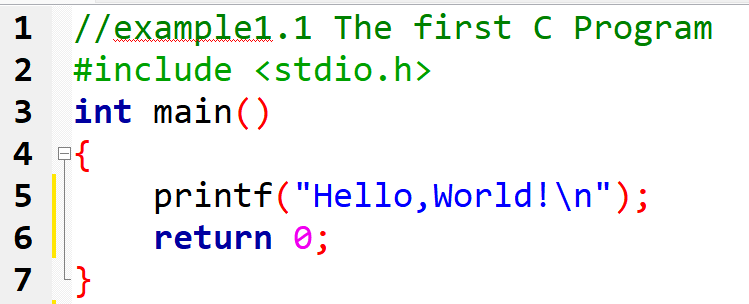 1 //example1.1 The first C Program
2 #include <stdio.h>
3 int main()
4 {
5     printf("Hello,World!\n");
6     return 0;
7 }